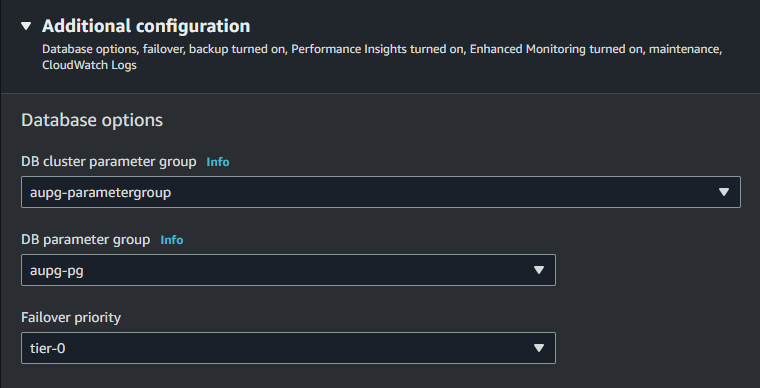 Additional configuration
Database options, failover, backup turned on, Performance Insights turned on, Enhanced Monitoring turned on, maintenance,
CloudWatch Logs
Database options
DB cluster parameter group Info
aupg-parametergroup
DB parameter group Info
aupg-pg
Failover priority
tier-0